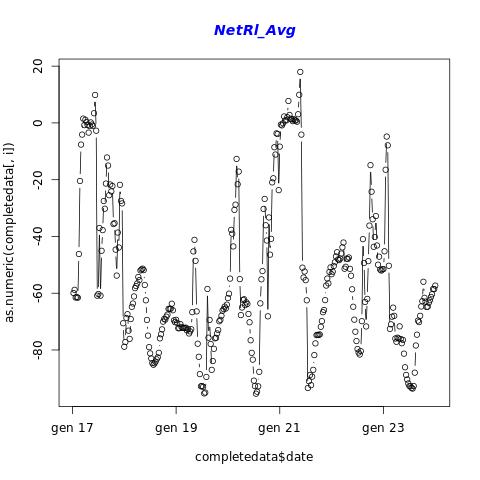 NetRl_Avg
as.numeric(completedata[, i])
20
0
-20
-40
-60
-80
gen 17
gen 19
gen 21
gen 23
completedata$date